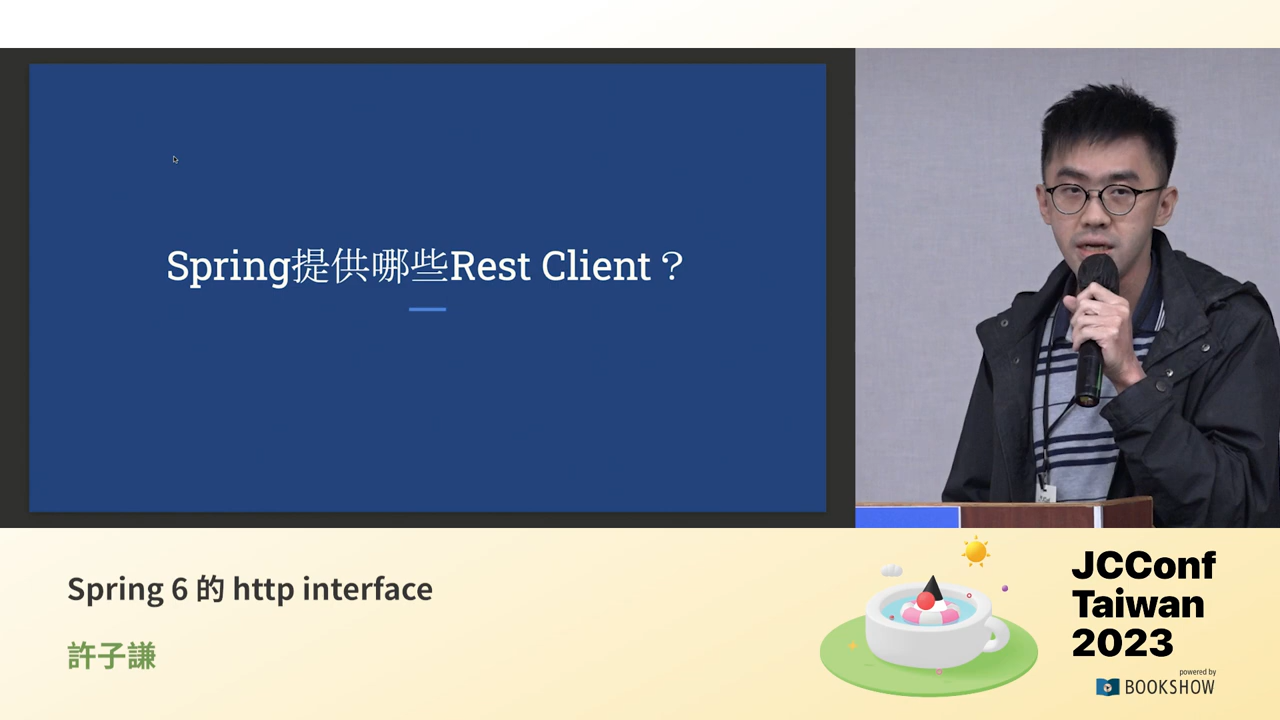 Spring提供哪些Rest Client？
Spring 6 的 http interface
許子謙
JCConf
Taiwan
2023
powered by
BOOKSHOW